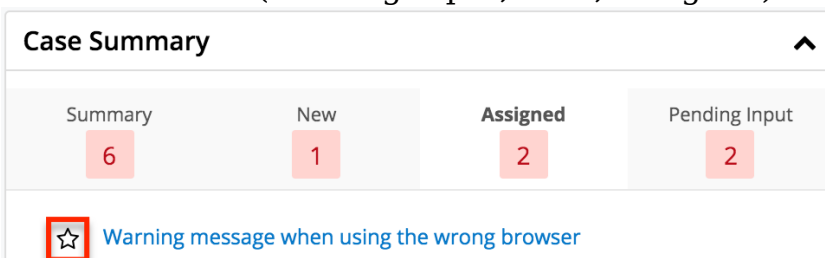 Case Summary
Summary New Assigned Pending Input
6 1 2 2
Warning message when using the wrong browser